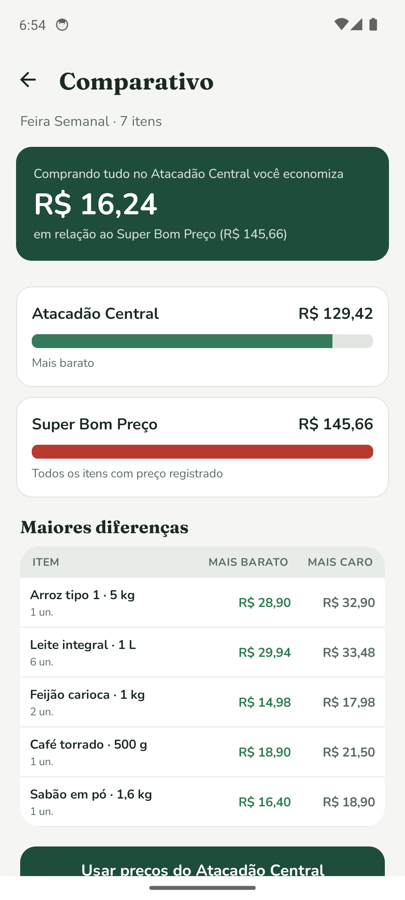 6:54
Comparativo
Feira Semanal · 7 itens
Comprando tudo no Atacadão Central você economiza
R$ 16,24
em relação ao Super Bom Preço (R$ 145,66)
Atacadão Central R$ 129,42
Mais barato
Super Bom Preço R$ 145,66
Todos os itens com preço registrado
Maiores diferenças
ITEM MAIS BARATO MAIS CARO
Arroz tipo 1 · 5 kg R$ 28,90 R$ 32,90
1 un.
Leite integral · 1 L R$ 29,94 R$ 33,48
6 un.
Feijão carioca · 1 kg R$ 14,98 R$ 17,98
2 un.
Café torrado · 500 g R$ 18,90 R$ 21,50
1 un.
Sabão em pó · 1,6 kg R$ 16,40 R$ 18,90
1 un.
Usar preços do Atacadão Central